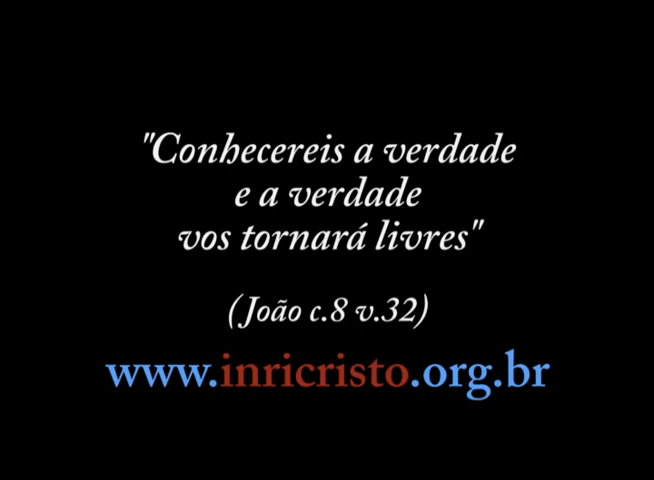 "Conhecereis a verdade
e a verdade
vos tornará livres"
(João c.8 v.32)
www.inricristo.org.br